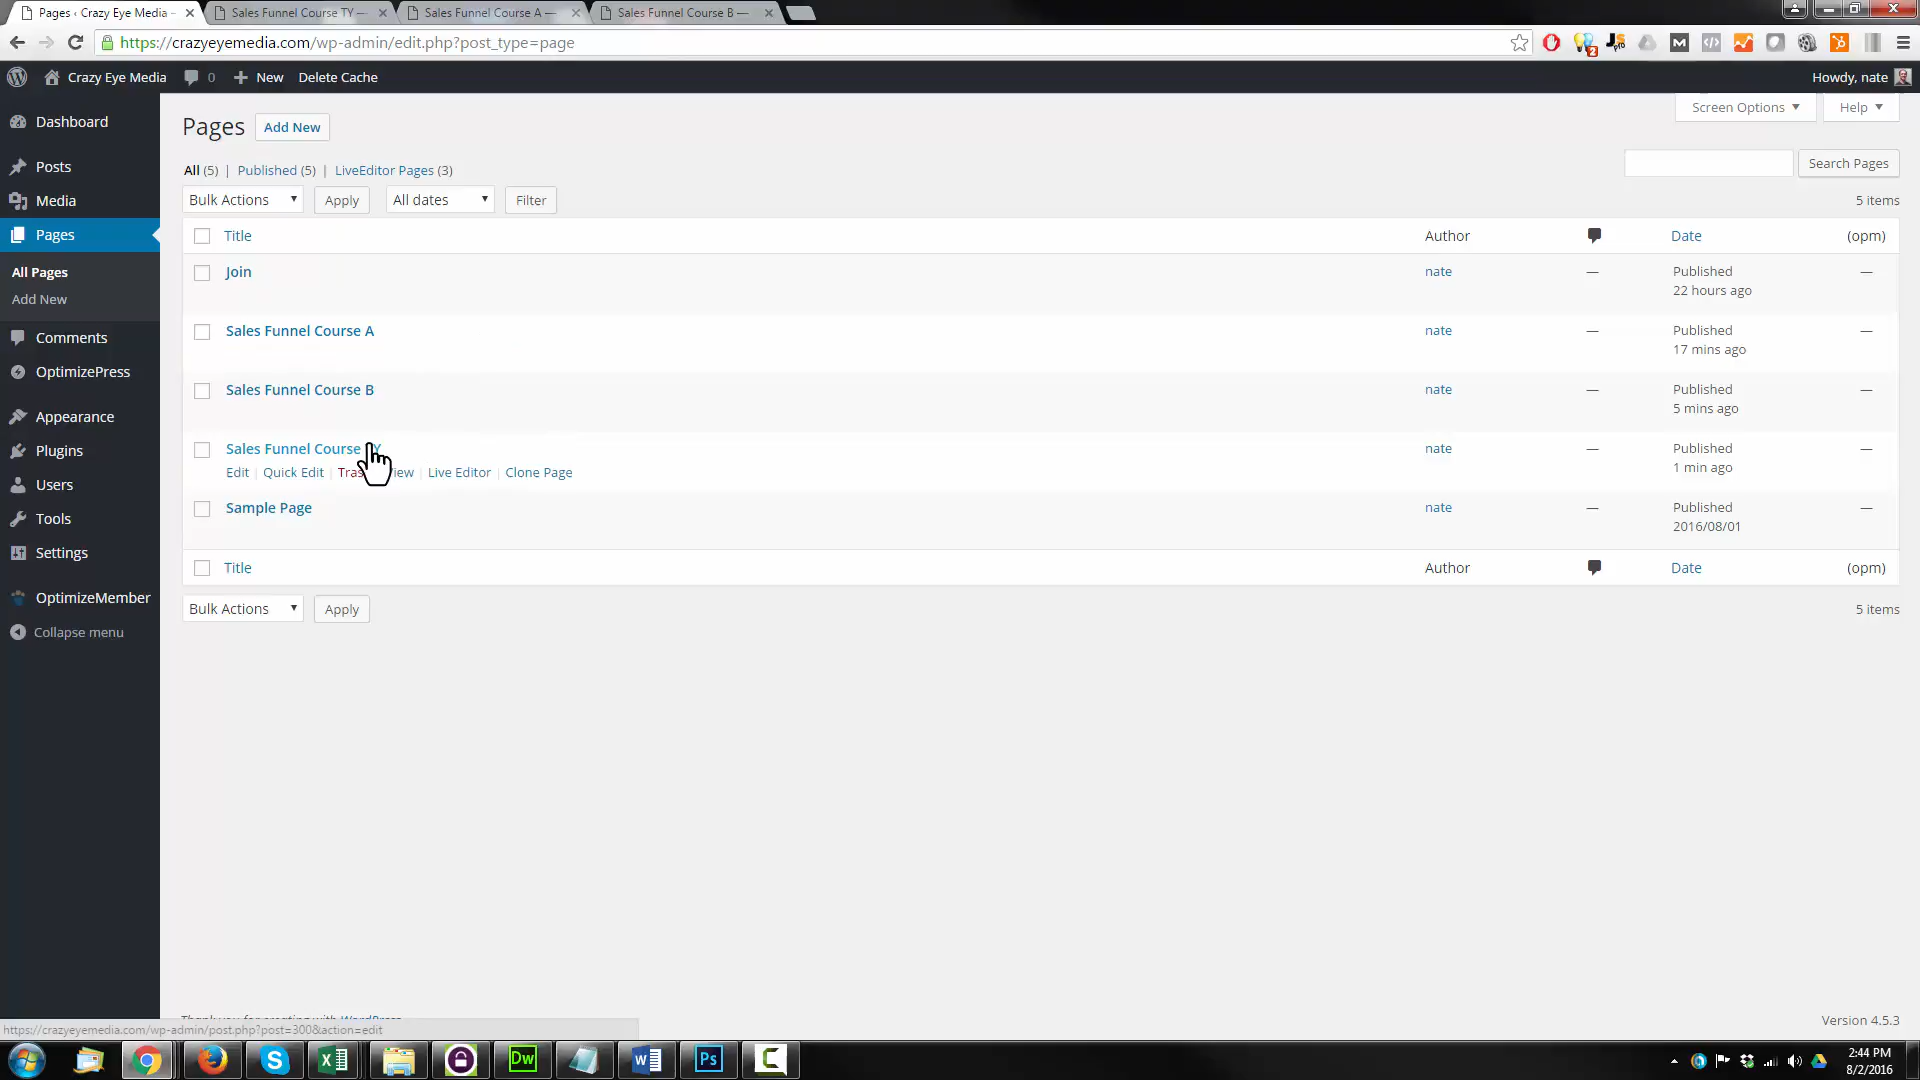 Pages ‹ Crazy Eye Media –
Sales Funnel Course TY —
Sales Funnel Course A —
Sales Funnel Course B —
https://crazyeyemedia.com/wp-admin/edit.php?post_type=page
Crazy Eye Media 0 New Delete Cache
Howdy, nate
Screen Options
Help
Dashboard
Posts
Media
Pages
All Pages
Add New
Comments
OptimizePress
Appearance
Plugins
Users
Tools
Settings
OptimizeMember
Collapse menu
Pages Add New
All (5) | Published (5) | LiveEditor Pages (3)
Search Pages
Bulk Actions Apply All dates Filter
5 items
Title Author Date (opm)
Join nate — Published —
22 hours ago
Sales Funnel Course A nate — Published —
17 mins ago
Sales Funnel Course B nate — Published —
5 mins ago
Sales Funnel Course nate — Published —
Edit | Quick Edit | Live Editor | Clone Page
1 min ago
Sample Page nate — Published —
2016/08/01
Title Author Date (opm)
Bulk Actions Apply
5 items
Thank you for creating with WordPress
Version 4.5.3
https://crazyeyemedia.com/wp-admin/post.php?post=300&action=edit
Dw
Ps
2:44 PM
8/2/2016